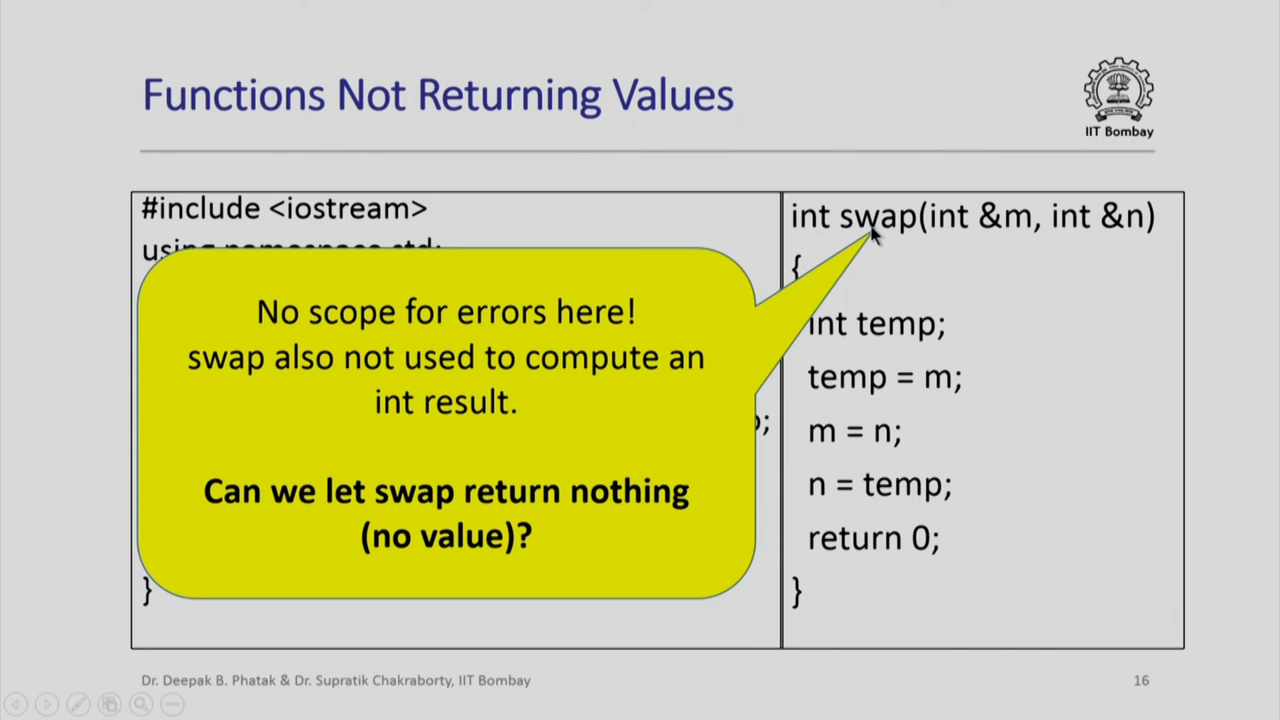 Functions Not Returning Values
IIT Bombay
#include <iostream>
using namespace std;
No scope for errors here!
swap also not used to compute an
int result.
Can we let swap return nothing
(no value)?
;
}
int swap(int &m, int &n)
{
int temp;
temp = m;
m = n;
n = temp;
return 0;
}
Dr. Deepak B. Phatak & Dr. Supratik Chakraborty, IIT Bombay
16